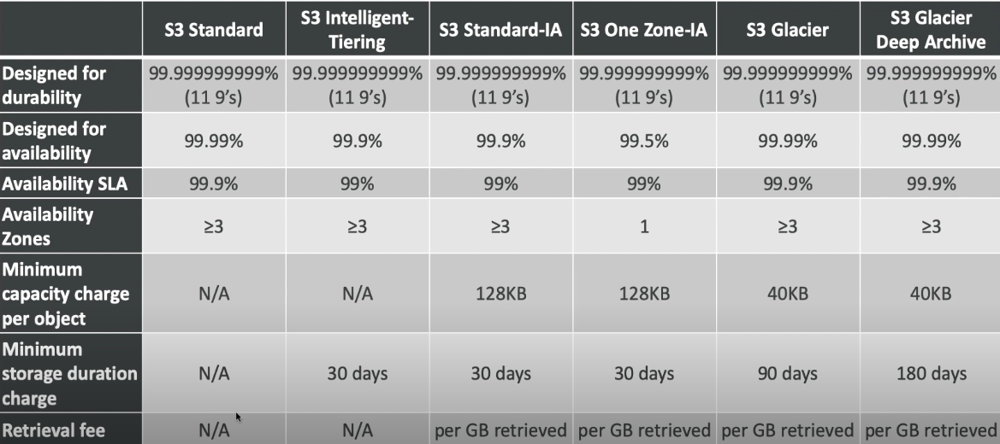 S3 Standard
S3 Intelligent-
Tiering
S3 Standard-IA
S3 One Zone-IA
S3 Glacier
S3 Glacier
Deep Archive
Designed for
durability
99.999999999%
(11 9’s)
99.999999999%
(11 9’s)
99.999999999%
(11 9’s)
99.999999999%
(11 9’s)
99.999999999%
(11 9’s)
99.999999999%
(11 9’s)
Designed for
availability
99.99%
99.9%
99.9%
99.5%
99.99%
99.99%
Availability SLA
99.9%
99%
99%
99%
99.9%
99.9%
Availability
Zones
≥3
≥3
≥3
1
≥3
≥3
Minimum
capacity charge
per object
N/A
N/A
128KB
128KB
40KB
40KB
Minimum
storage duration
charge
N/A
30 days
30 days
30 days
90 days
180 days
Retrieval fee
N/A
N/A
per GB retrieved
per GB retrieved
per GB retrieved
per GB retrieved